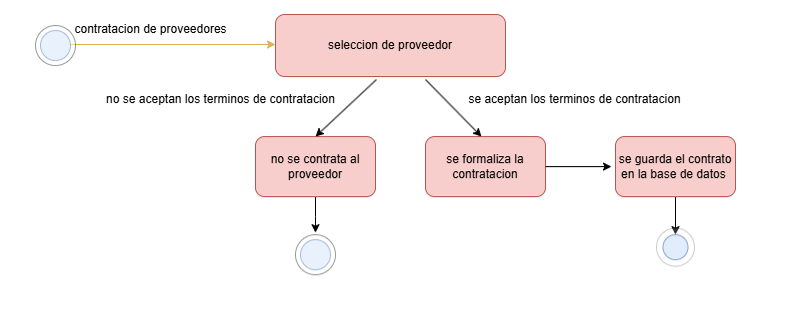 contratacion de proveedores
seleccion de proveedor
no se aceptan los terminos de contratacion
se aceptan los terminos de contratacion
no se contrata al
proveedor
se formaliza la
contratacion
se guarda el contrato
en la base de datos